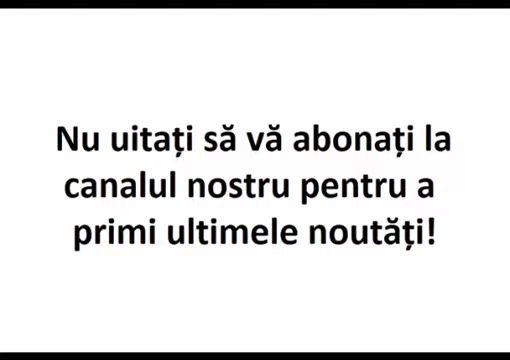 Nu uitați să vă abonați la
canalul nostru pentru a
primi ultimele noutăți!